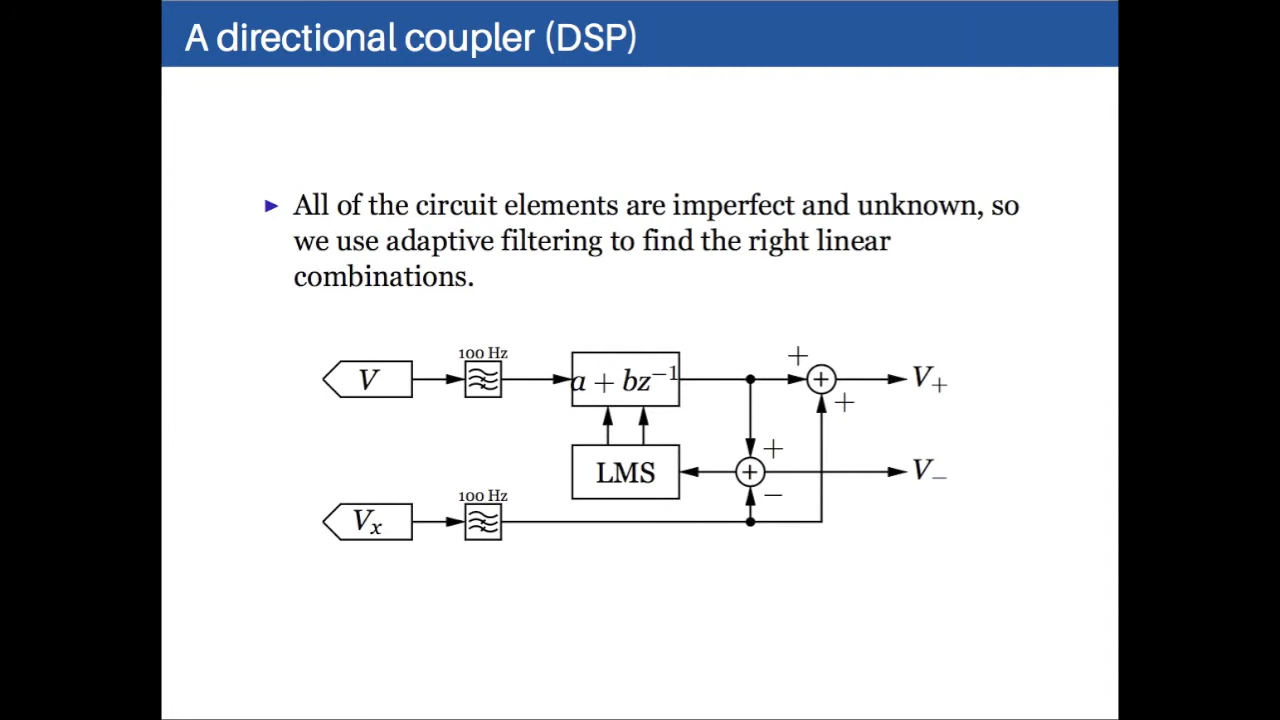 A directional coupler (DSP)
► All of the circuit elements are imperfect and unknown, so
we use adaptive filtering to find the right linear
combinations.
100 Hz
V
a + bz⁻¹
+
+
+
V₊
LMS
+
+
−
V₋
100 Hz
Vₓ